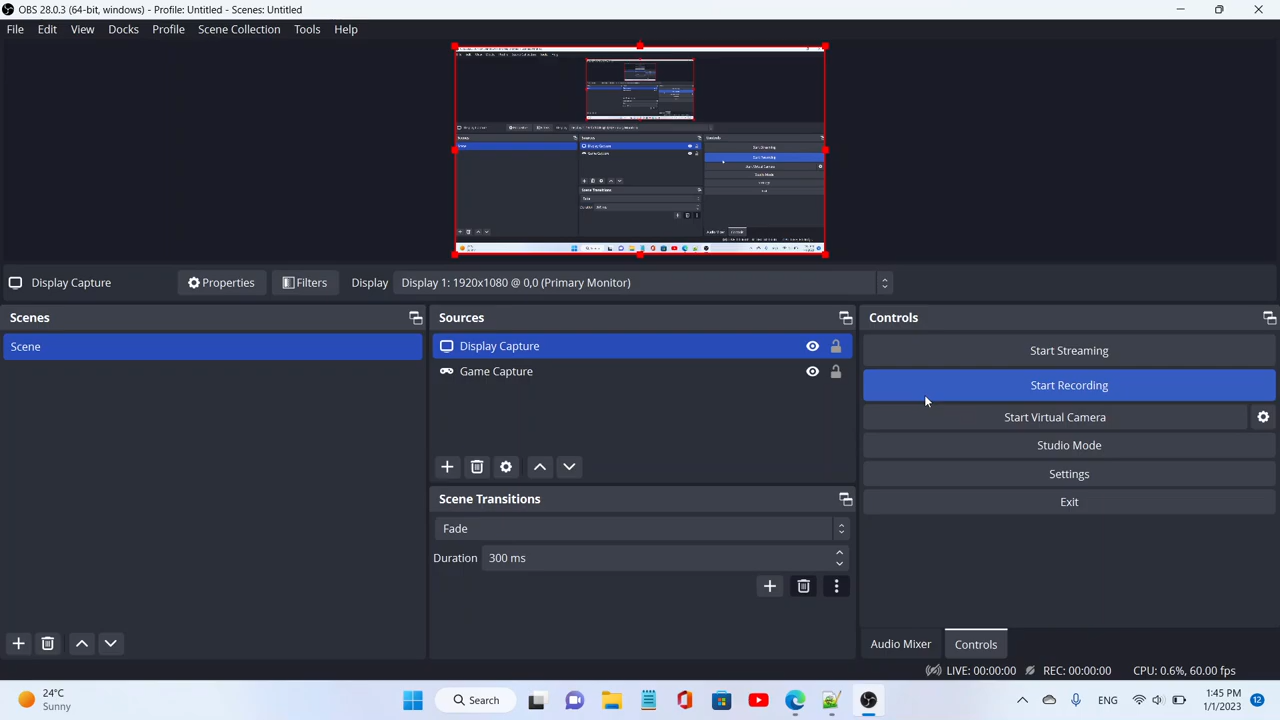 OBS 28.0.3 (64-bit, windows) - Profile: Untitled - Scenes: Untitled
File Edit View Docks Profile Scene Collection Tools Help
Display Capture Properties Filters Display Display 1: 1920x1080 @ 0,0 (Primary Monitor)
Scenes
Scene
Sources
Display Capture
Game Capture
Scene Transitions
Fade
Duration 300 ms
Controls
Start Streaming
Start Recording
Start Virtual Camera
Studio Mode
Settings
Exit
Audio Mixer Controls
LIVE: 00:00:00 REC: 00:00:00 CPU: 0.6%, 60.00 fps
24°C
Sunny
Search
ENG
1:45 PM
1/1/2023
12